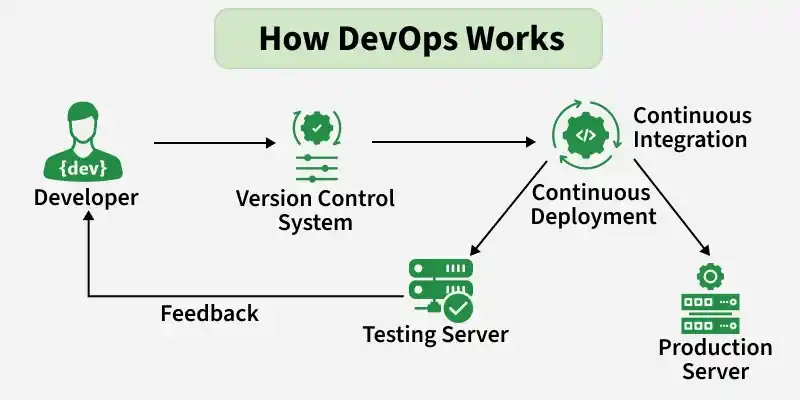 How DevOps Works
Continuous
Integration
{dev}
</>
Developer
Version Control
System
Continuous
Deployment
Feedback
Testing Server
Production
Server